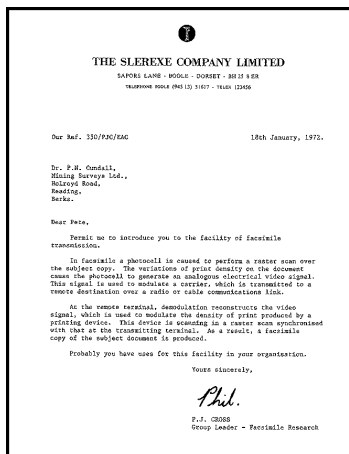 THE SLEREXE COMPANY LIMITED
SAPORS LANE - BOOLE - DORSET - BH 25 8 ER
TELEPHONE BOOLE (945 13) 51617 - TELEX 123456
Our Ref. 350/PJC/EAC
18th January, 1972.
Dr. P.N. Cundall,
Mining Surveys Ltd.,
Holroyd Road,
Reading,
Berks.
Dear Pete,
Permit me to introduce you to the facility of facsimile
transmission.
In facsimile a photocell is caused to perform a raster scan over
the subject copy. The variations of print density on the document
cause the photocell to generate an analogous electrical video signal.
This signal is used to modulate a carrier, which is transmitted to a
remote destination over a radio or cable communications link.
At the remote terminal, demodulation reconstructs the video
signal, which is used to modulate the density of print produced by a
printing device. This device is scanning in a raster scan synchronised
with that at the transmitting terminal. As a result, a facsimile
copy of the subject document is produced.
Probably you have uses for this facility in your organisation.
Yours sincerely,
Phil.
P.J. CROSS
Group Leader - Facsimile Research